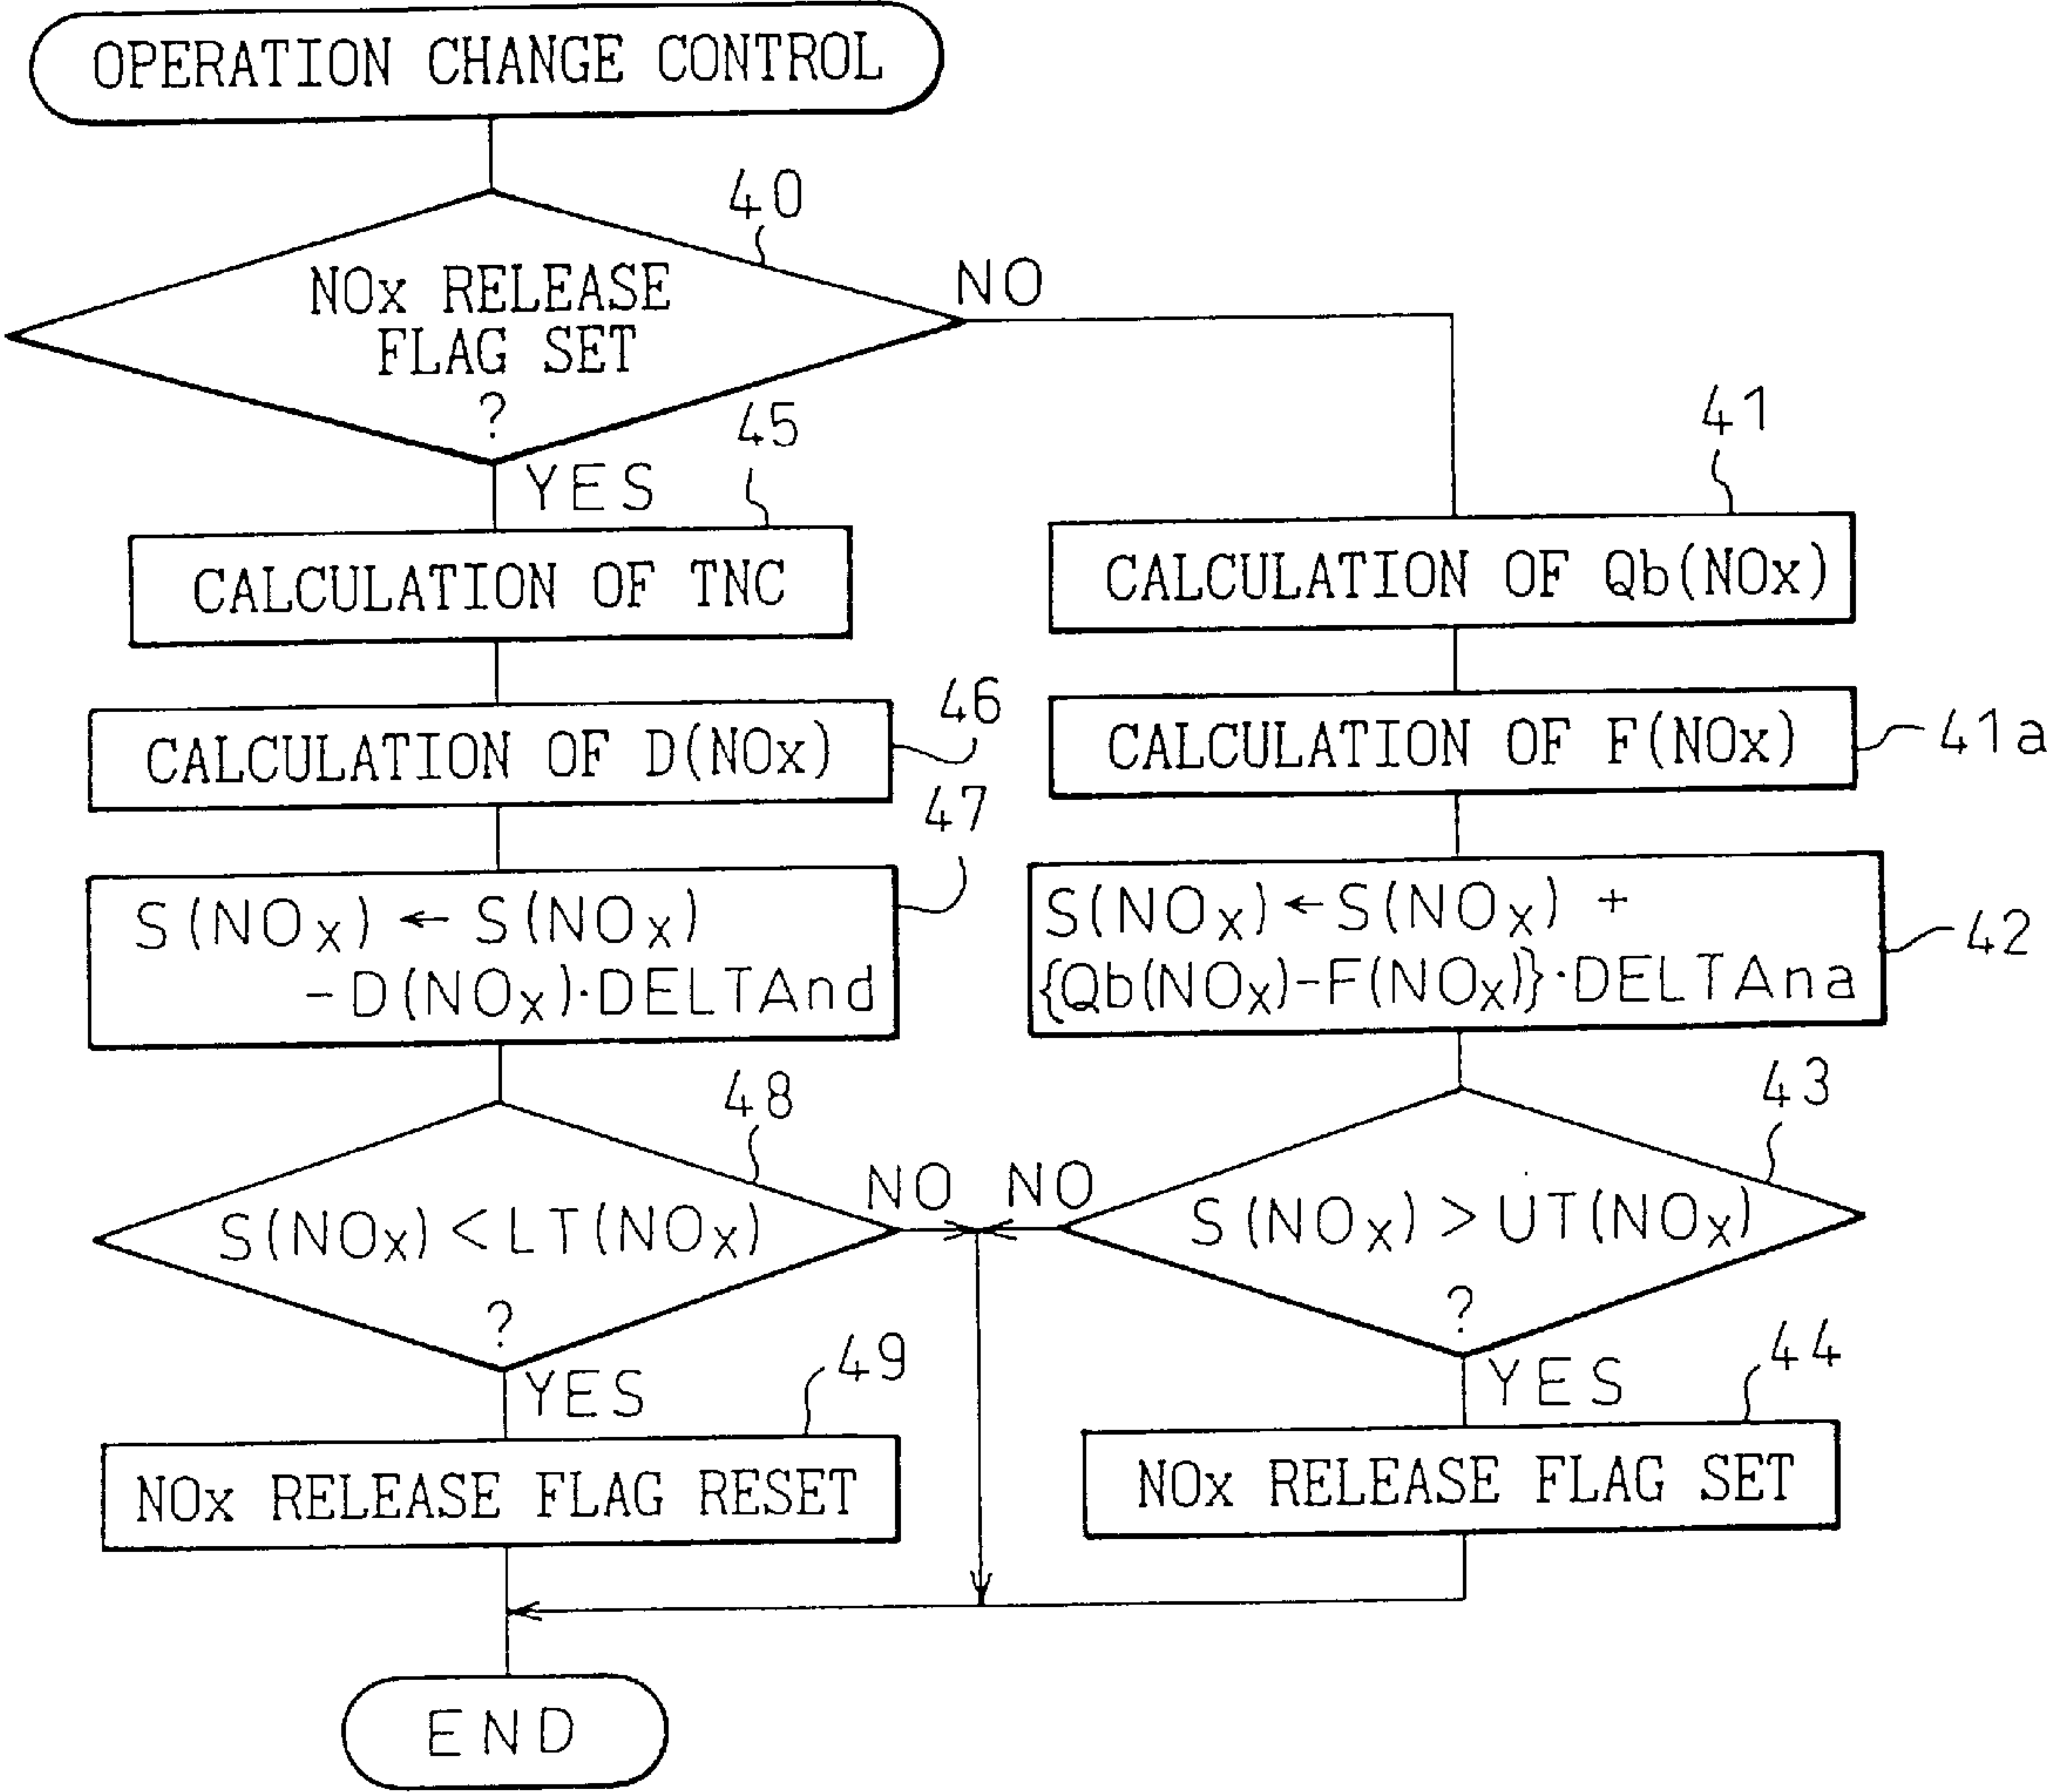 OPERATION CHANGE CONTROL
40
NOx RELEASE
FLAG SET
?
NO
YES
45
CALCULATION OF TNC
41
CALCULATION OF Qb(NOx)
CALCULATION OF D(NOx)
46
CALCULATION OF F(NOx)
41a
47
S(NOx) ← S(NOx)
-D(NOx)·DELTAnd
S(NOx) ← S(NOx) +
{Qb(NOx)-F(NOx)}·DELTAna
42
48
S(NOx) < LT(NOx)
?
NO
YES
43
NO
S(NOx) > UT(NOx)
?
YES
49
NOx RELEASE FLAG RESET
44
NOx RELEASE FLAG SET
END